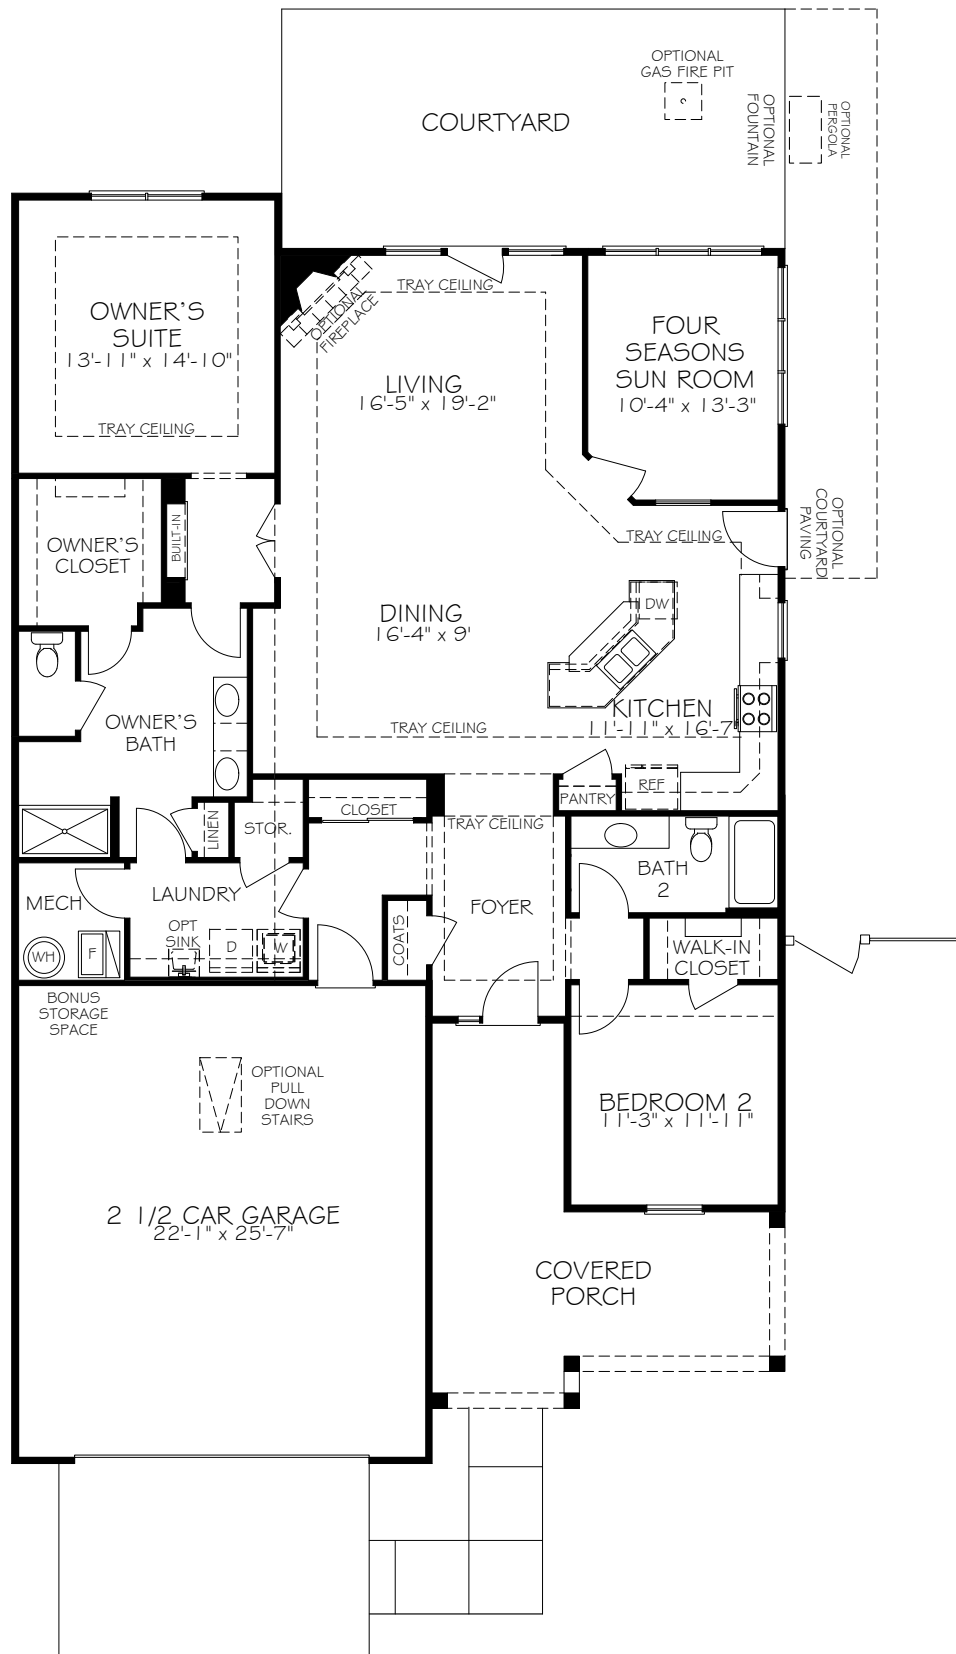 OPTIONAL
GAS FIRE PIT
COURTYARD
OPTIONAL
FOUNTAIN
OPTIONAL
PERGOLA
OWNER'S
SUITE
13'-11" x 14'-10"
TRAY CEILING
OPTIONAL
FIREPLACE
TRAY CEILING
LIVING
16'-5" x 19'-2"
FOUR
SEASONS
SUN ROOM
10'-4" x 13'-3"
OWNER'S
CLOSET
BUILT-IN
TRAY CEILING
OPTIONAL
COURTYARD
PAVING
DINING
16'-4" x 9'
DW
KITCHEN
11'-11" x 16'-7"
TRAY CEILING
OWNER'S
BATH
REF
PANTRY
CLOSET
LINEN
STOR.
TRAY CEILING
BATH
2
MECH
LAUNDRY
FOYER
OPT
SINK
WH
F
D
W
COATS
WALK-IN
CLOSET
BONUS
STORAGE
SPACE
OPTIONAL
PULL
DOWN
STAIRS
BEDROOM 2
11'-3" x 11'-11"
2 1/2 CAR GARAGE
22'-1" x 25'-7"
COVERED
PORCH